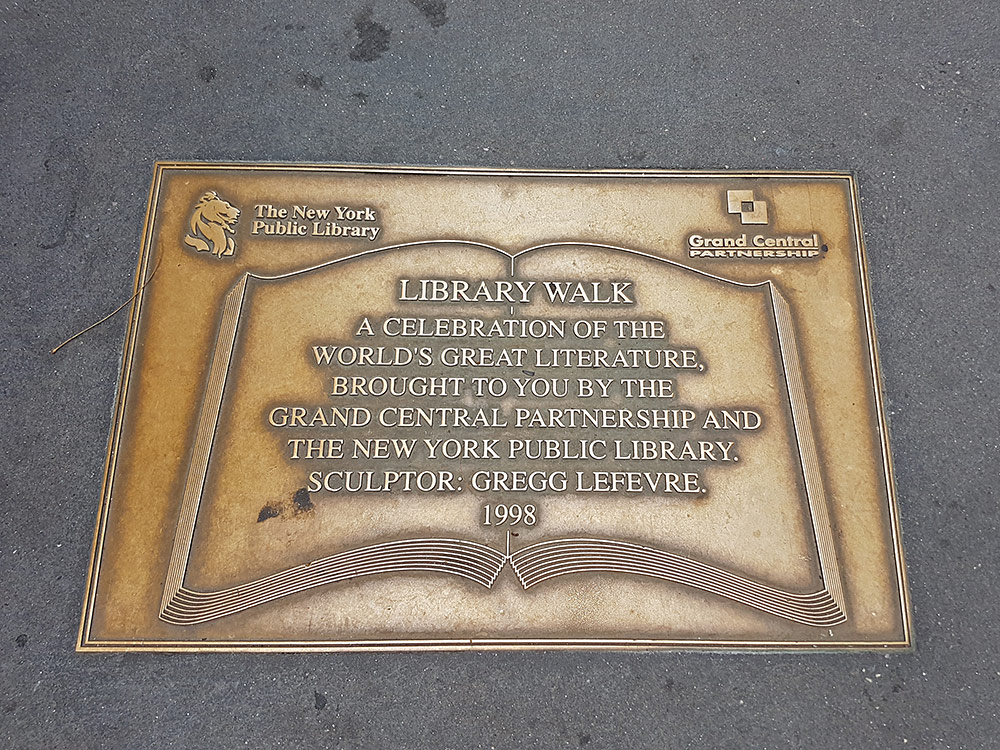 The New York
Public Library
Grand Central
PARTNERSHIP
LIBRARY WALK
A CELEBRATION OF THE
WORLD'S GREAT LITERATURE,
BROUGHT TO YOU BY THE
GRAND CENTRAL PARTNERSHIP AND
THE NEW YORK PUBLIC LIBRARY.
SCULPTOR: GREGG LEFEVRE.
1998